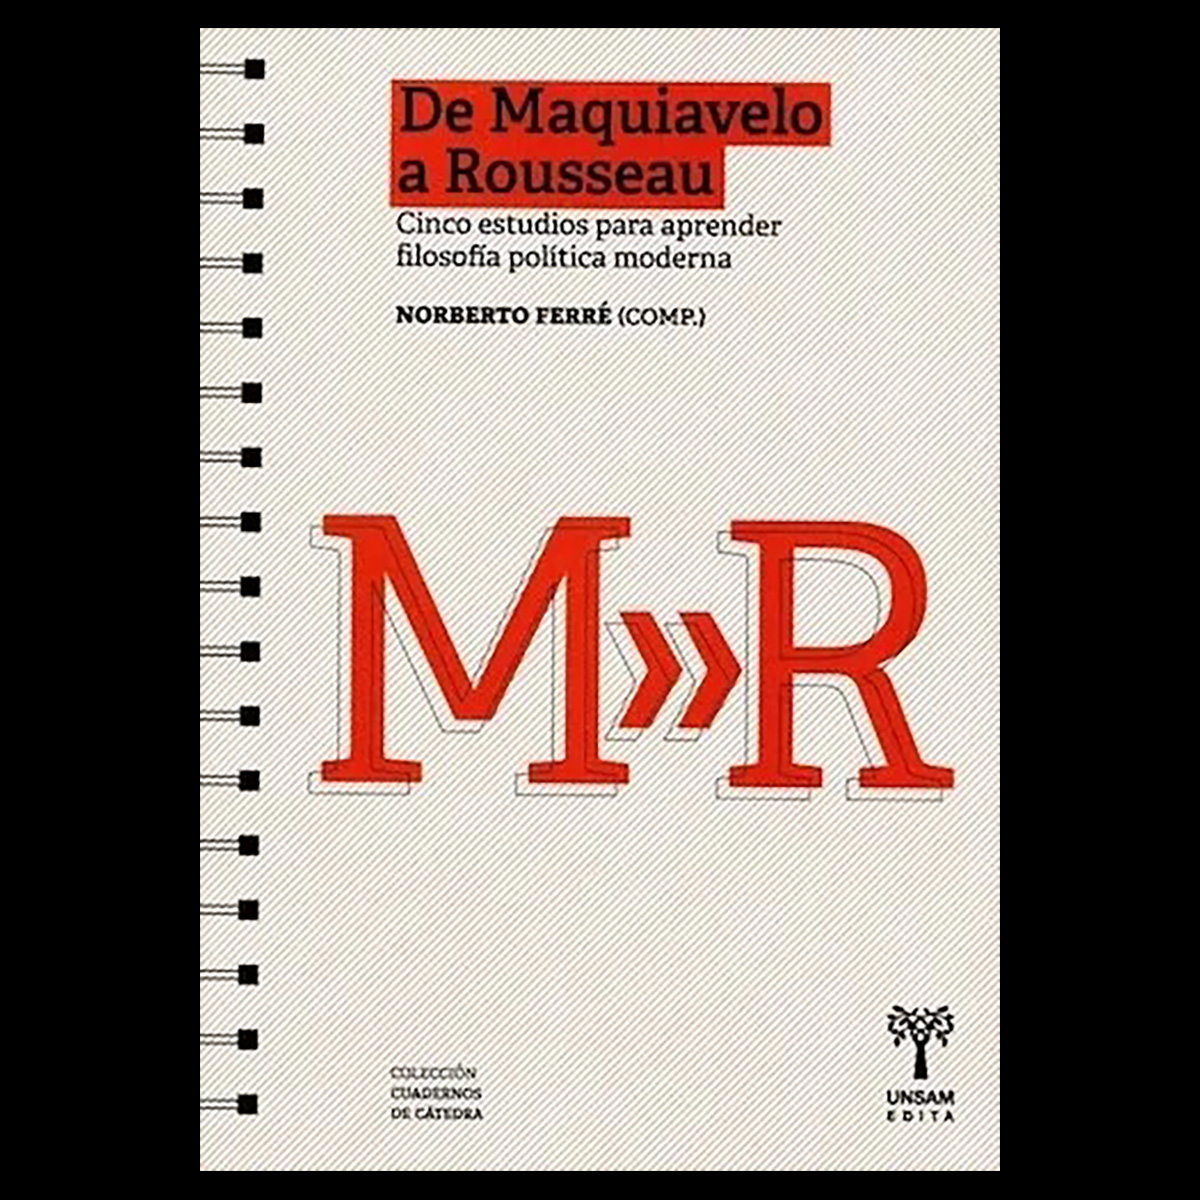 De Maquiavelo
a Rousseau
Cinco estudios para aprender
filosofía política moderna
NORBERTO FERRÉ (COMP.)
M»R
COLECCIÓN
CUADERNOS
DE CÁTEDRA
UNSAM
EDITA